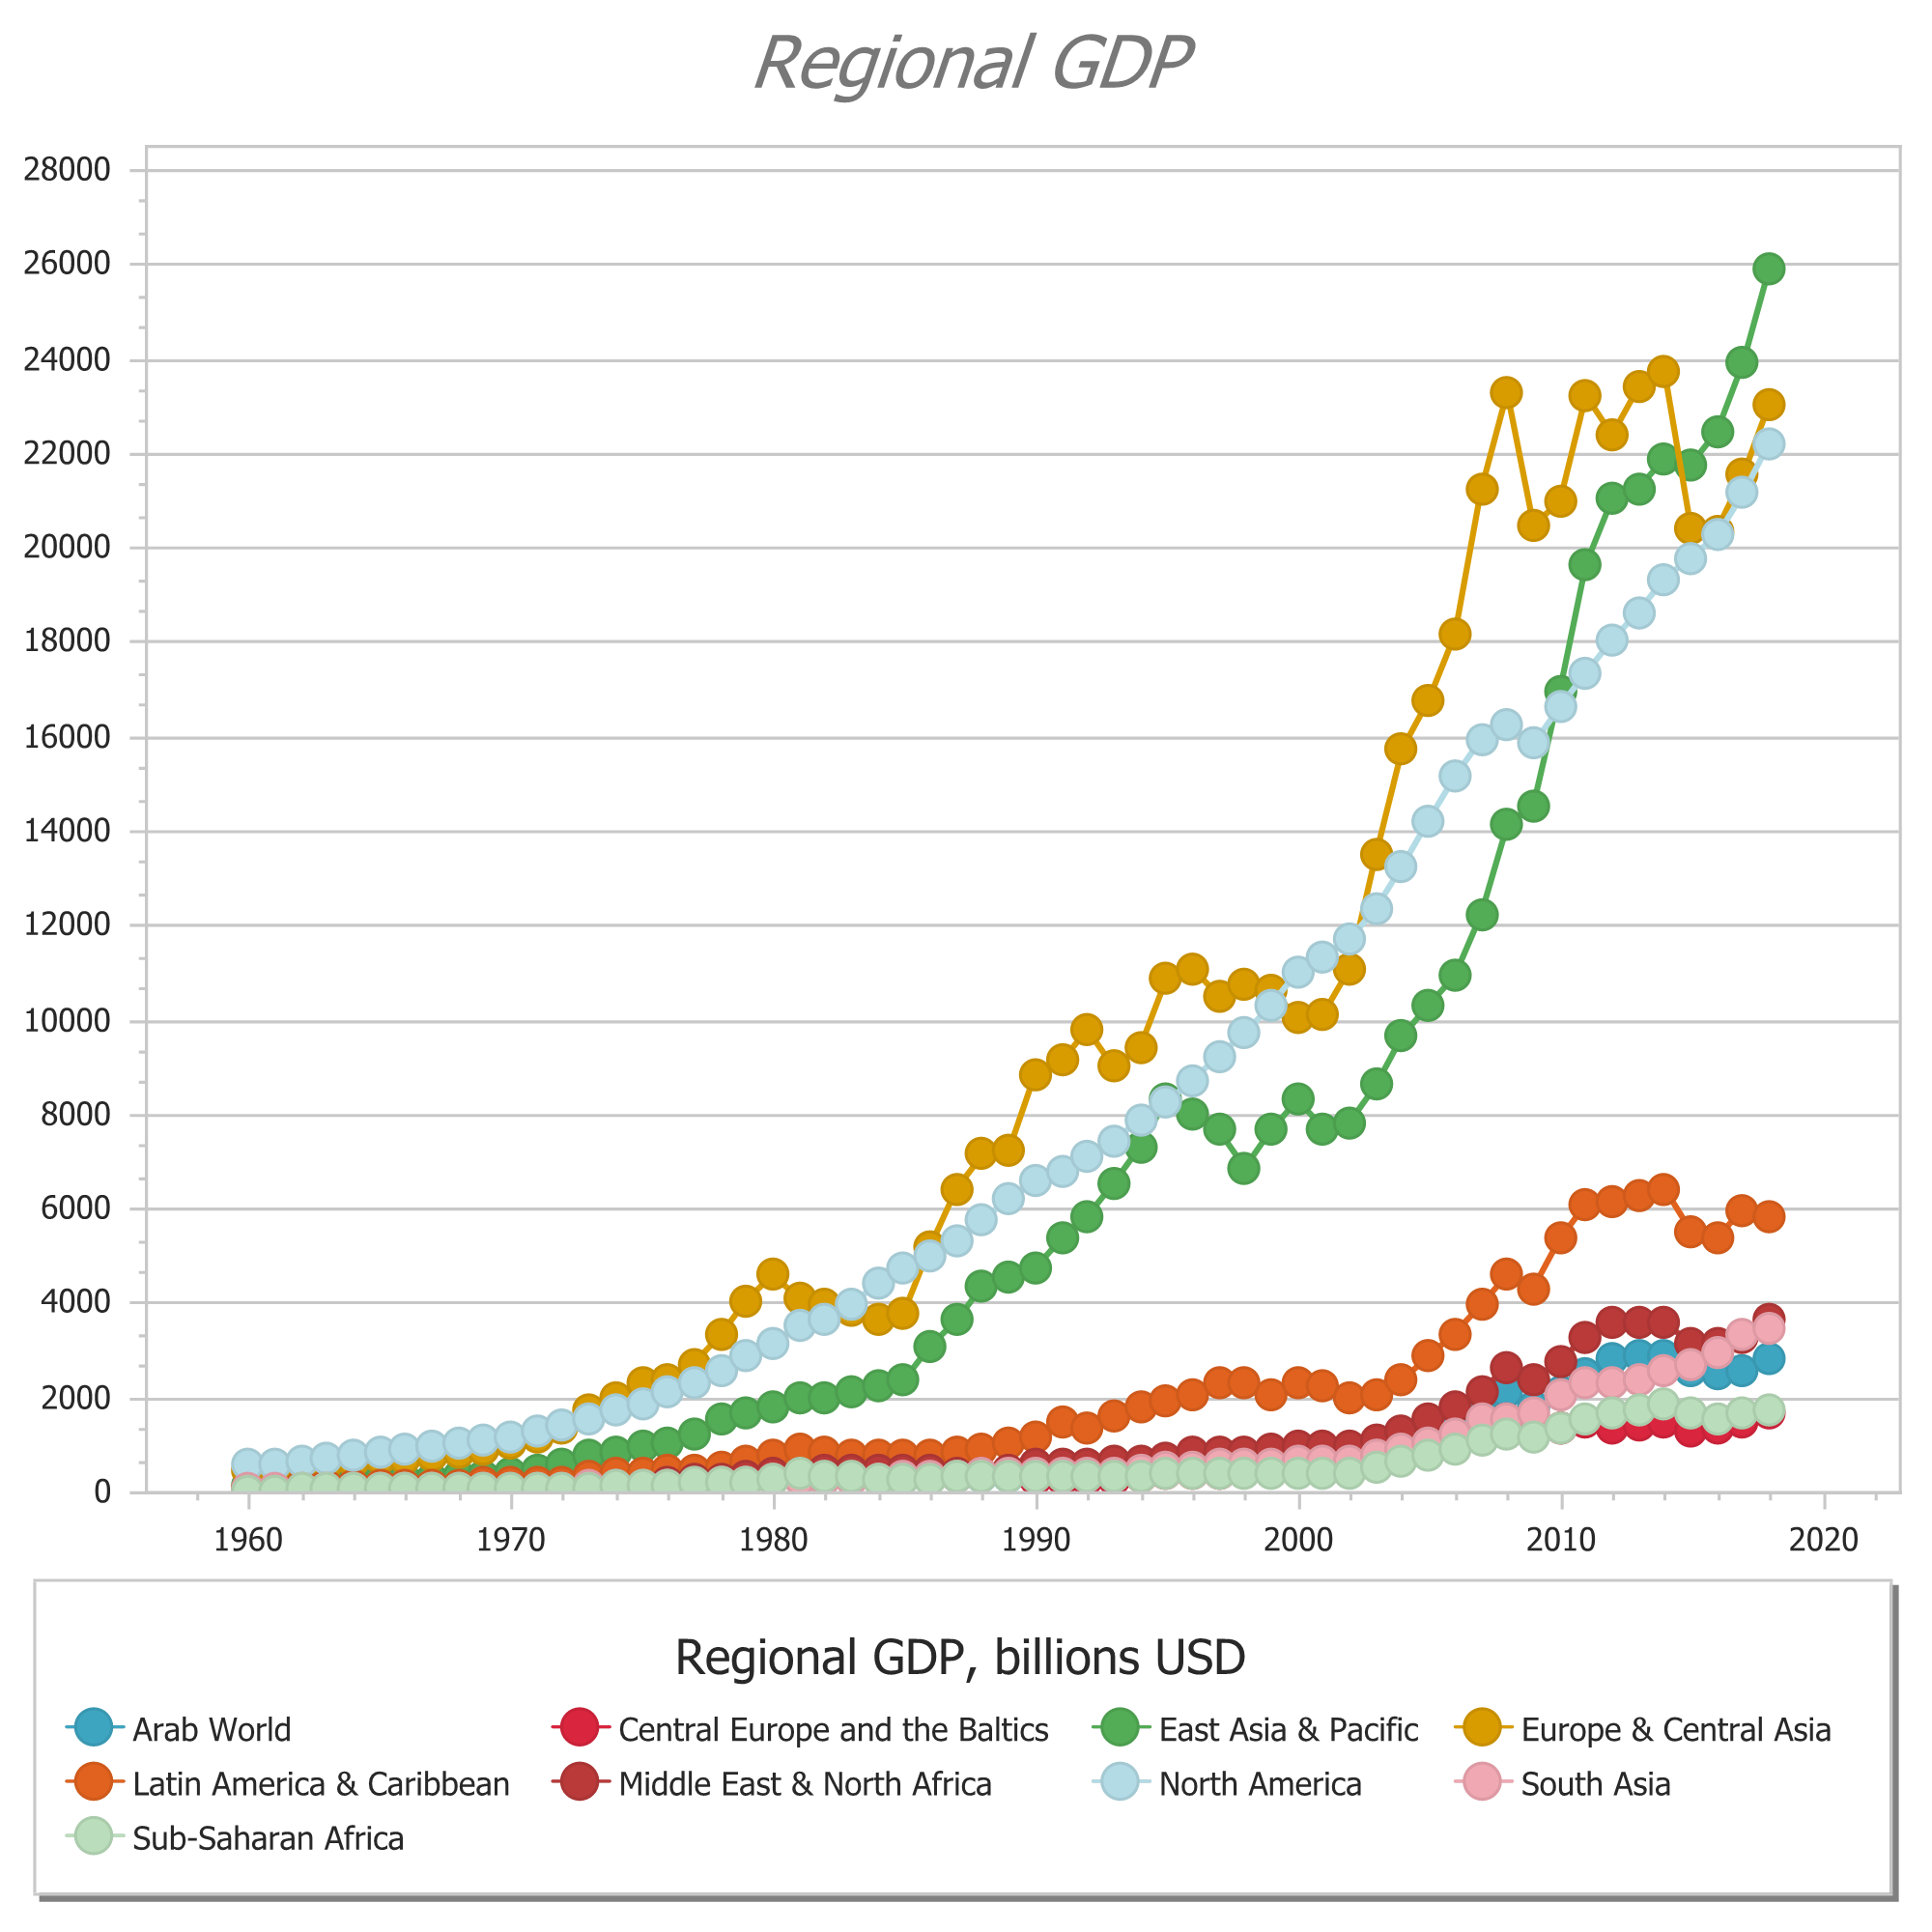 Regional GDP
28000
26000
24000
22000
20000
18000
16000
14000
12000
10000
8000
6000
4000
2000
0
1960 1970 1980 1990 2000 2010 2020
Regional GDP, billions USD
Arab World Central Europe and the Baltics East Asia & Pacific Europe & Central Asia
Latin America & Caribbean Middle East & North Africa North America South Asia
Sub-Saharan Africa